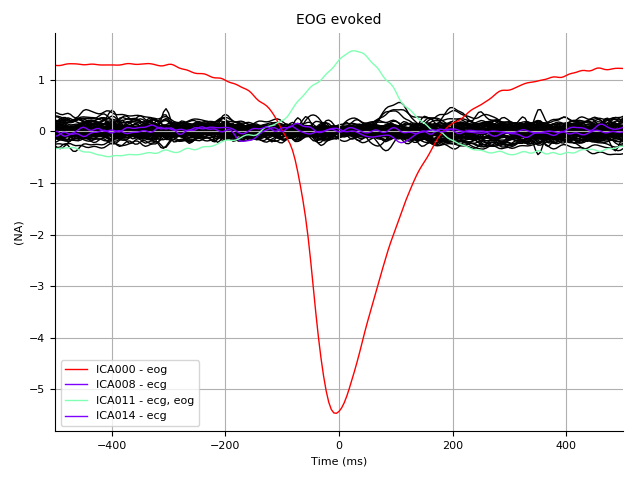 EOG evoked
(NA)
1
0
−1
−2
−3
−4
−5
ICA000 - eog
ICA008 - ecg
ICA011 - ecg, eog
ICA014 - ecg
−400
−200
0
200
400
Time (ms)